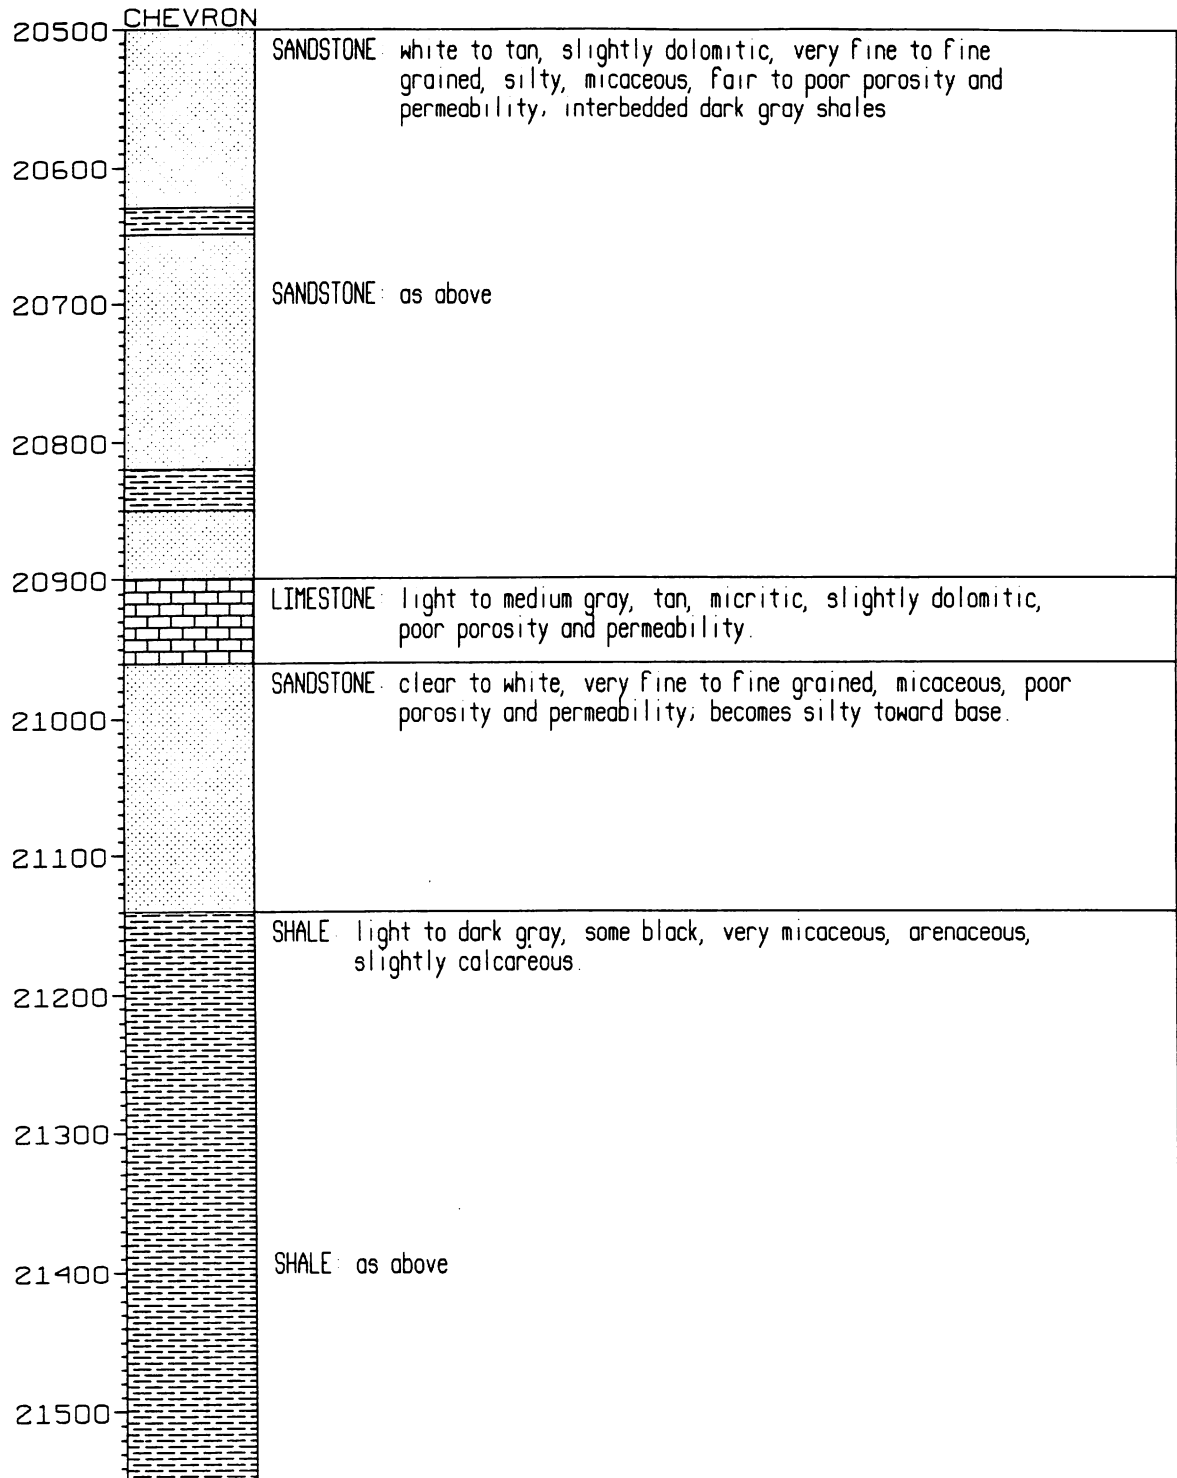 CHEVRON
20500
SANDSTONE: white to tan, slightly dolomitic, very fine to fine
grained, silty, micaceous, fair to poor porosity and
permeability; interbedded dark gray shales
20600
SANDSTONE: as above
20700
20800
20900
LIMESTONE: light to medium gray, tan, micritic, slightly dolomitic,
poor porosity and permeability.
SANDSTONE: clear to white, very fine to fine grained, micaceous, poor
porosity and permeability; becomes silty toward base.
21000
21100
SHALE: light to dark gray, some black, very micaceous, arenaceous,
slightly calcareous.
21200
21300
SHALE: as above
21400
21500